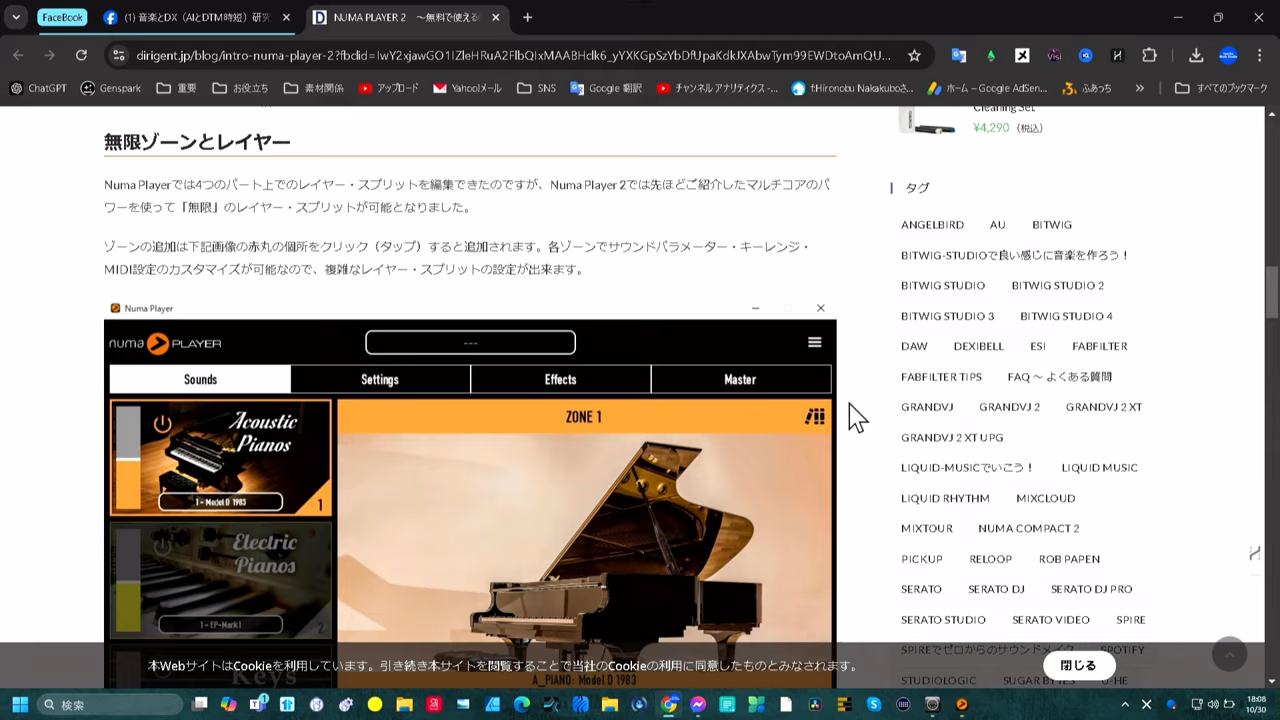 FaceBook
(1) 音楽とDX（AIとDTM時短）研究
NUMA PLAYER 2 ～無料で使える
dirigent.jp/blog/intro-numa-player-2?fbclid=IwY2xjawGO1IZleHRuA2FlbQIxMAABHclk6_yYXKGpSzYbDfUpaKdkJXAbwTym99EWDtoAmQU...
ChatGPT
Genspark
重要
お役立ち
素材関係
アップロード
Yahoo!メール
SNS
Google 翻訳
チャンネル アナリティクス -...
f:Hironobu Nakakuboさ...
ホーム – Google AdSen...
ふぁっち
すべてのブックマーク
Cleaning Set
¥4,290 （税込）
無限ゾーンとレイヤー
Numa Playerでは4つのパート上でのレイヤー・スプリットを編集できたのですが、Numa Player 2では先ほどご紹介したマルチコアのパ
ワーを使って「無限」のレイヤー・スプリットが可能となりました。
ゾーンの追加は下記画像の赤丸の個所をクリック（タップ）すると追加されます。各ゾーンでサウンドパラメーター・キーレンジ・
MIDI設定のカスタマイズが可能なので、複雑なレイヤー・スプリットの設定が出来ます。
Numa Player
numa PLAYER
---
Sounds
Settings
Effects
Master
Acoustic
Pianos
1 - Model D 1983
1
ZONE 1
Electric
Pianos
1 - EP-Mark I
2
Keys
A_PIANO: Model D 1983
タグ
ANGELBIRD AU BITWIG
BITWIG-STUDIOで良い感じに音楽を作ろう！
BITWIG STUDIO BITWIG STUDIO 2
BITWIG STUDIO 3 BITWIG STUDIO 4
DAW DEXIBELL ESI FABFILTER
FABFILTER TIPS FAQ ～ よくある質問
GRANDVJ GRANDVJ 2 GRANDVJ 2 XT
GRANDVJ 2 XT UPG
LIQUID-MUSICでいこう！ LIQUID MUSIC
LIQUID RHYTHM MIXCLOUD
MIXTOUR NUMA COMPACT 2
PICKUP RELOOP ROB PAPEN
SERATO SERATO DJ SERATO DJ PRO
SERATO STUDIO SERATO VIDEO SPIRE
SPIREでゼロからのサウンドメイク SPOTIFY
STUDIOLOGIC SUGAR BYTES U-HE
本WebサイトはCookieを利用しています。引き続き本サイトを閲覧することで当社のCookieの利用に同意したものとみなされます。
閉じる
検索
18:08
10/30